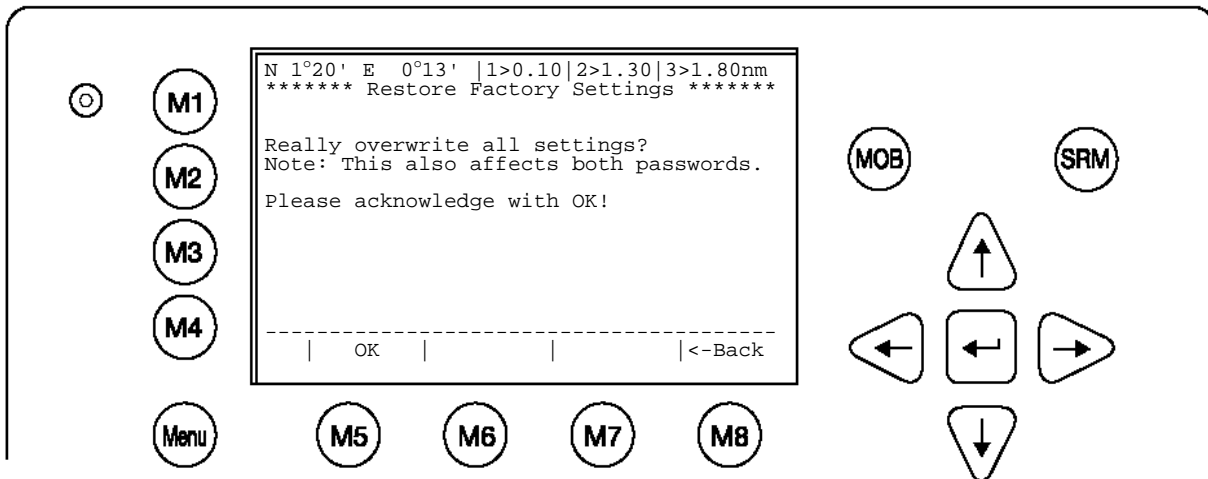 N 1°20' E 0°13' |1>0.10|2>1.30|3>1.80nm
******* Restore Factory Settings *******
Really overwrite all settings?
Note: This also affects both passwords.
Please acknowledge with OK!
----------------------------------------
| OK | | |<-Back
M1
M2
M3
M4
Menu
M5
M6
M7
M8
MOB
SRM